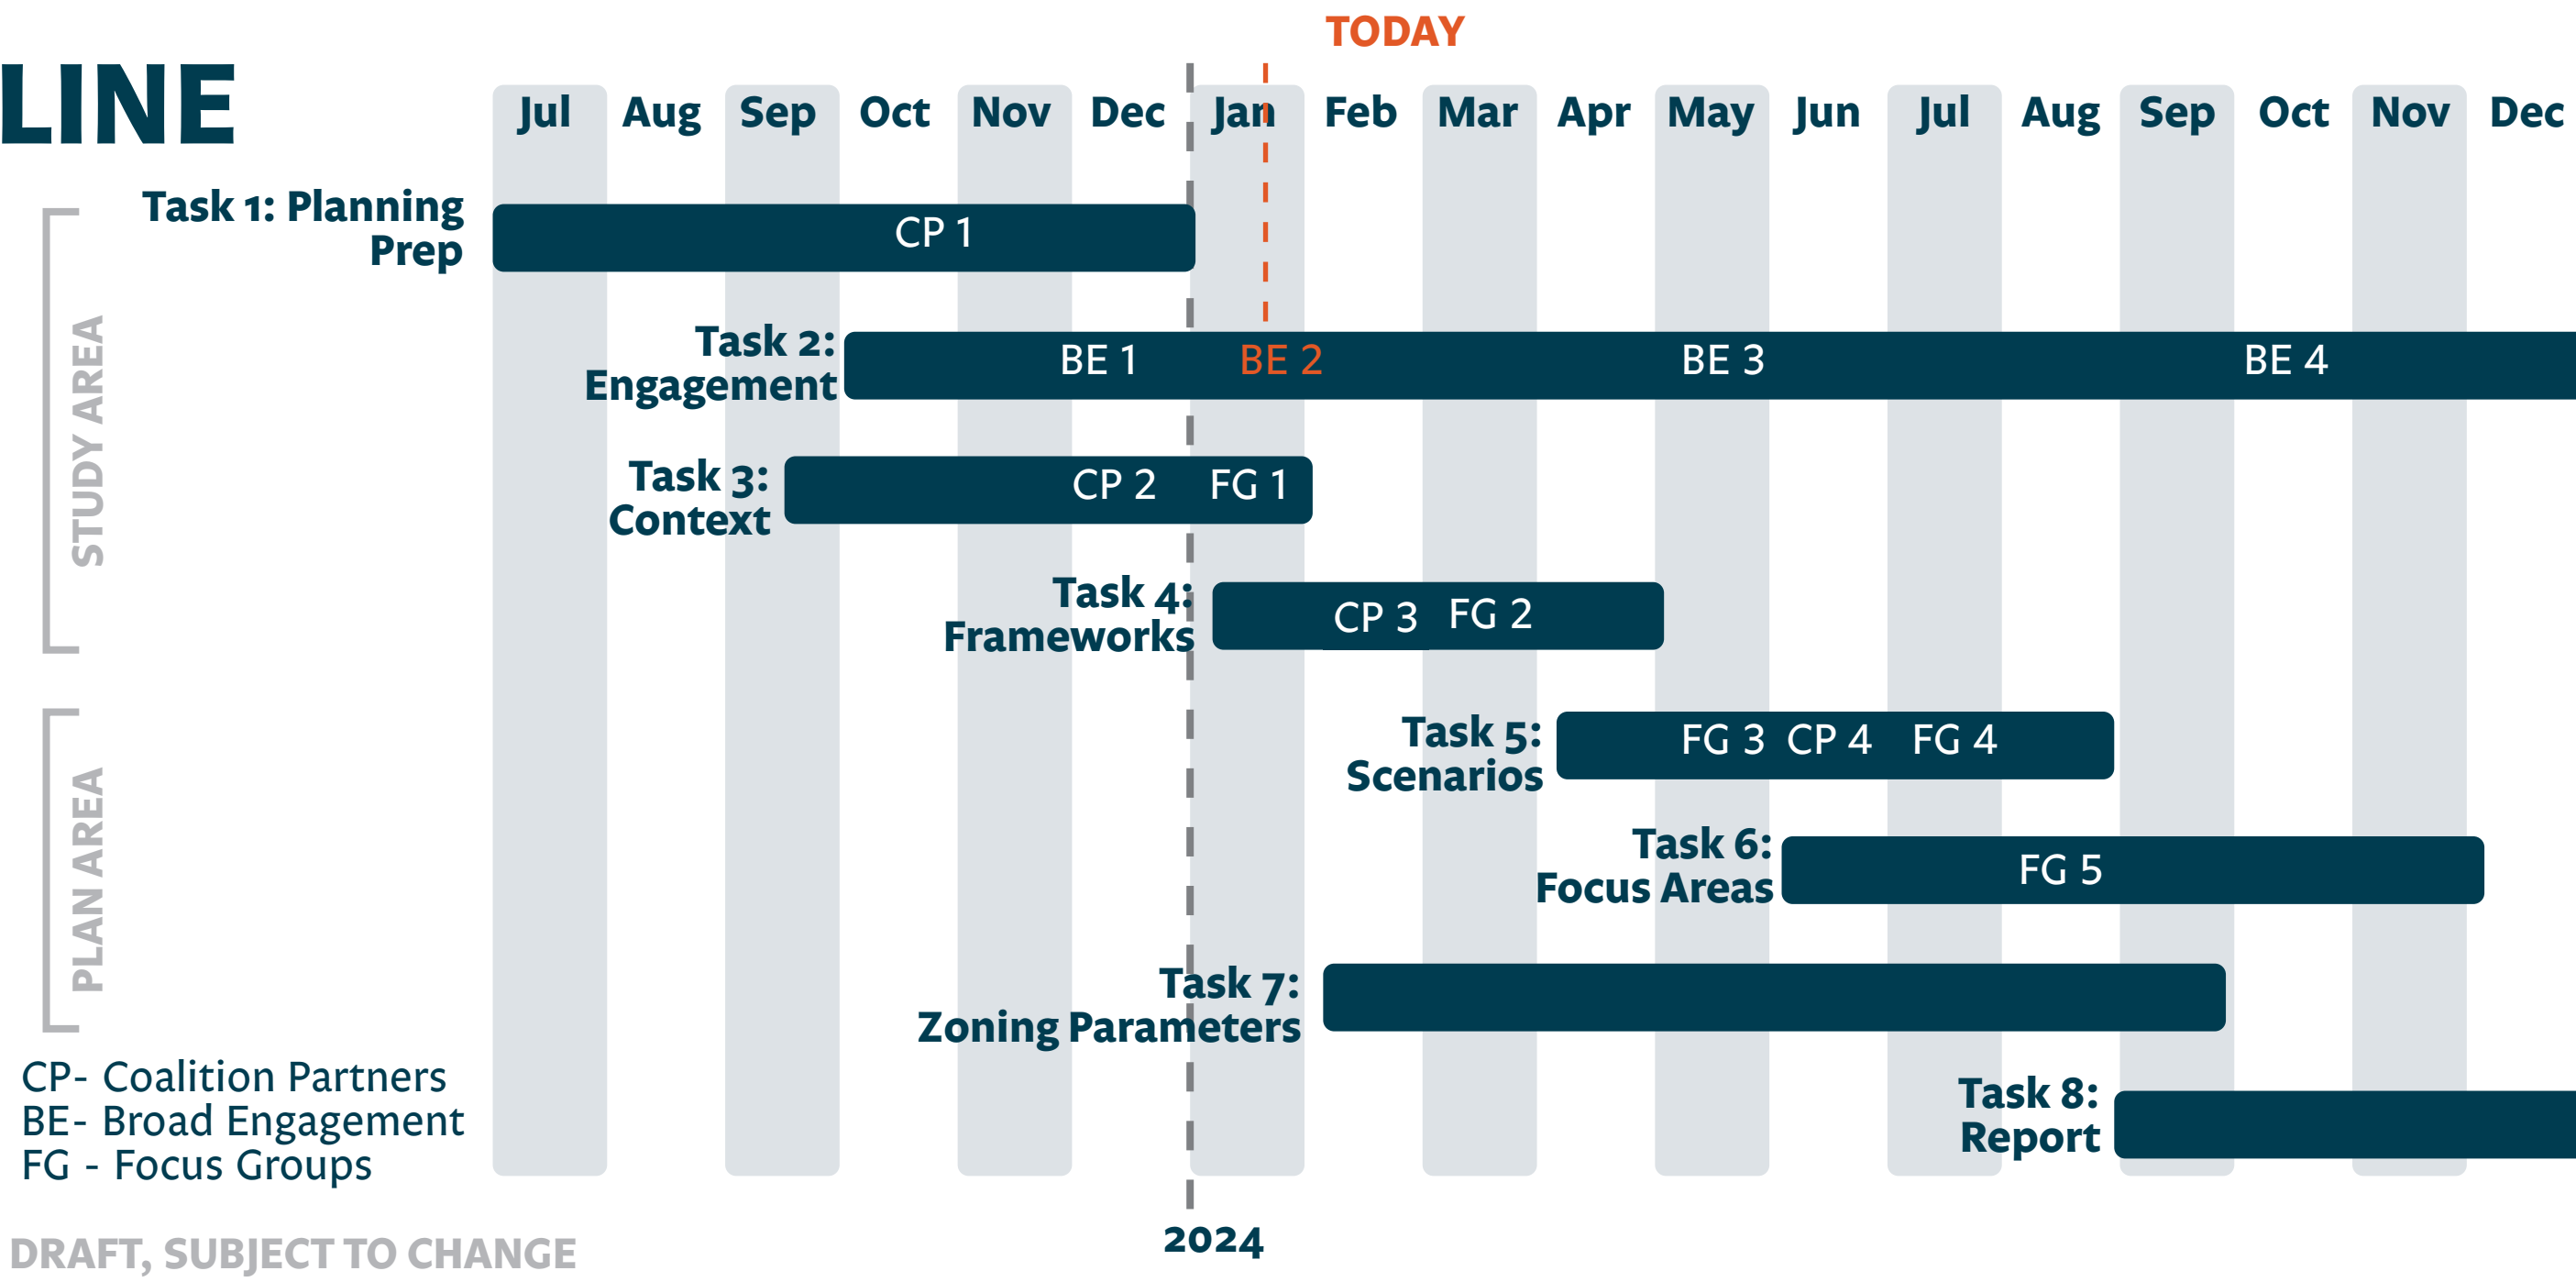 TODAY
LINE
Jul Aug Sep Oct Nov Dec Jan Feb Mar Apr May Jun Jul Aug Sep Oct Nov Dec
STUDY AREA
Task 1: Planning
Prep
CP 1
Task 2:
Engagement
BE 1 BE 2 BE 3 BE 4
Task 3:
Context
CP 2 FG 1
Task 4:
Frameworks
CP 3 FG 2
PLAN AREA
Task 5:
Scenarios
FG 3 CP 4 FG 4
Task 6:
Focus Areas
FG 5
Task 7:
Zoning Parameters
Task 8:
Report
CP- Coalition Partners
BE- Broad Engagement
FG - Focus Groups
2024
DRAFT, SUBJECT TO CHANGE